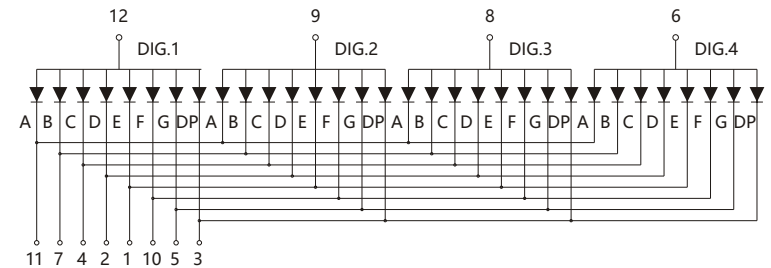 12 9 8 6
DIG.1 DIG.2 DIG.3 DIG.4
A B C D E F G DP A B C D E F G DP A B C D E F G DP A B C D E F G DP
11 7 4 2 1 10 5 3